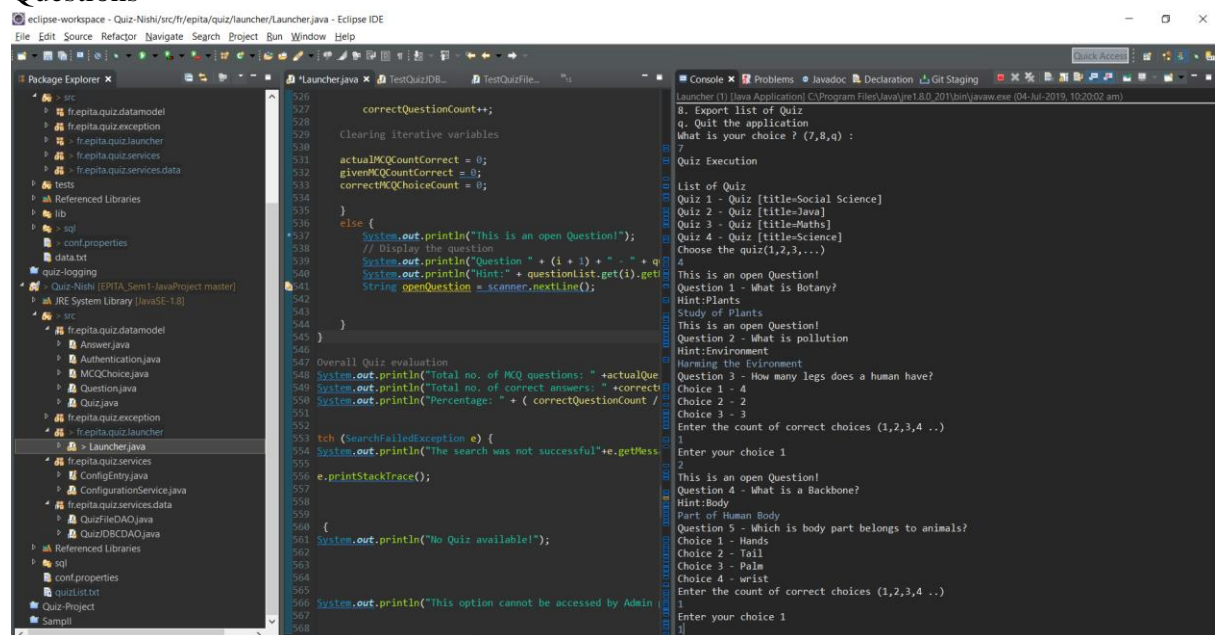 Questions
eclipse-workspace - Quiz-Nishi/src/fr/epita/quiz/launcher/Launcher.java - Eclipse IDE
File Edit Source Refactor Navigate Search Project Run Window Help
Quick Access
Package Explorer
> src
fr.epita.quiz.datamodel
fr.epita.quiz.exception
> fr.epita.quiz.launcher
> fr.epita.quiz.services
> fr.epita.quiz.services.data
tests
Referenced Libraries
lib
> sql
> conf.properties
data.txt
quiz-logging
> Quiz-Nishi [EPITA_Sem1-JavaProject master]
JRE System Library [JavaSE-1.8]
> src
fr.epita.quiz.datamodel
Answer.java
Authentication.java
MCQChoice.java
Question.java
Quiz.java
fr.epita.quiz.exception
> fr.epita.quiz.launcher
> Launcher.java
fr.epita.quiz.services
ConfigEntry.java
ConfigurationService.java
fr.epita.quiz.services.data
QuizFileDAO.java
QuizJDBCDAO.java
Referenced Libraries
sql
conf.properties
quizList.txt
Quiz-Project
Sampll
*Launcher.java TestQuizJDB... TestQuizFile...
526
527 correctQuestionCount++;
528
529 Clearing iterative variables
530
531 actualMCQCountCorrect = 0;
532 givenMCQCountCorrect = 0;
533 correctMCQChoiceCount = 0;
534
535 }
536 else {
537 System.out.println("This is an open Question!");
538 // Display the question
539 System.out.println("Question " + (i + 1) + " - " + q
540 System.out.println("Hint:" + questionList.get(i).get
541 String openQuestion = scanner.nextLine();
542
543
544 }
545 }
546
547 Overall Quiz evaluation
548 System.out.println("Total no. of MCQ questions: " +actualQue
549 System.out.println("Total no. of correct answers: " +correct
550 System.out.println("Percentage: " + ( correctQuestionCount /
551
552
553 tch (SearchFailedException e) {
554 System.out.println("The search was not successful"+e.getMess
555
556 e.printStackTrace();
557
558
559
560 {
561 System.out.println("No Quiz available!");
562
563
564
565
566 System.out.println("This option cannot be accessed by Admin
567
568
Console Problems Javadoc Declaration Git Staging
Launcher (1) [Java Application] C:\Program Files\Java\jre1.8.0_201\bin\javaw.exe (04-Jul-2019, 10:20:02 am)
8. Export list of Quiz
q. Quit the application
What is your choice ? (7,8,q) :
7
Quiz Execution
List of Quiz
Quiz 1 - Quiz [title=Social Science]
Quiz 2 - Quiz [title=Java]
Quiz 3 - Quiz [title=Maths]
Quiz 4 - Quiz [title=Science]
Choose the quiz(1,2,3,...)
4
This is an open Question!
Question 1 - What is Botany?
Hint:Plants
Study of Plants
This is an open Question!
Question 2 - What is pollution
Hint:Environment
Harming the Evironment
Question 3 - How many legs does a human have?
Choice 1 - 4
Choice 2 - 2
Choice 3 - 3
Enter the count of correct choices (1,2,3,4 ..)
1
Enter your choice 1
2
This is an open Question!
Question 4 - What is a Backbone?
Hint:Body
Part of Human Body
Question 5 - Which is body part belongs to animals?
Choice 1 - Hands
Choice 2 - Tail
Choice 3 - Palm
Choice 4 - wrist
Enter the count of correct choices (1,2,3,4 ..)
1
Enter your choice 1
1